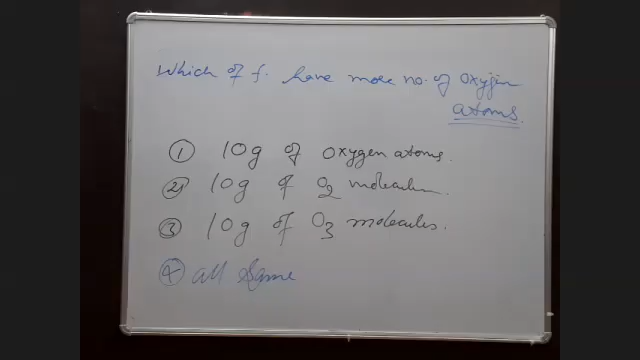 Which of f. have more no. of oxygen
atoms.
① 10g of oxygen atoms.
② 10g of O₂ molecules.
③ 10g of O₃ molecules.
④ all same